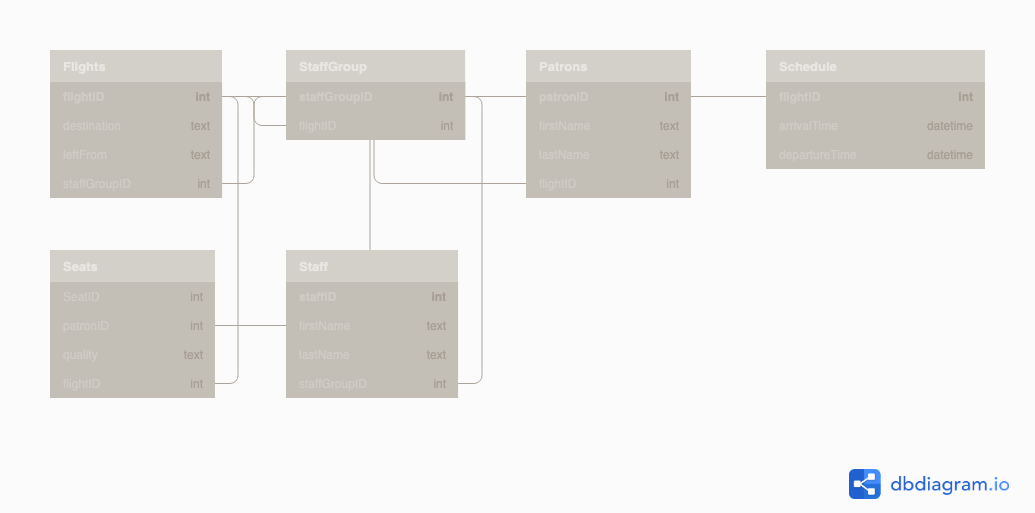 Flights
flightID int
destination text
leftFrom text
staffGroupID int
StaffGroup
staffGroupID int
flightID int
Patrons
patronID int
firstName text
lastName text
flightID int
Schedule
flightID int
arrivalTime datetime
departureTime datetime
Seats
SeatID int
patronID int
quality text
flightID int
Staff
staffID int
firstName text
lastName text
staffGroupID int
dbdiagram.io